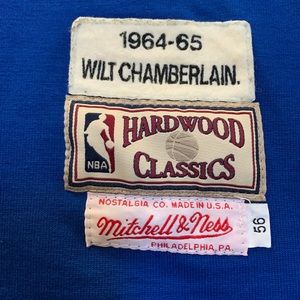 1964-65
WILT CHAMBERLAIN.
HARDWOOD
NBA
CLASSICS
NOSTALGIA CO. MADE IN U.S.A.
Mitchell & Ness
PHILADELPHIA, PA.
56